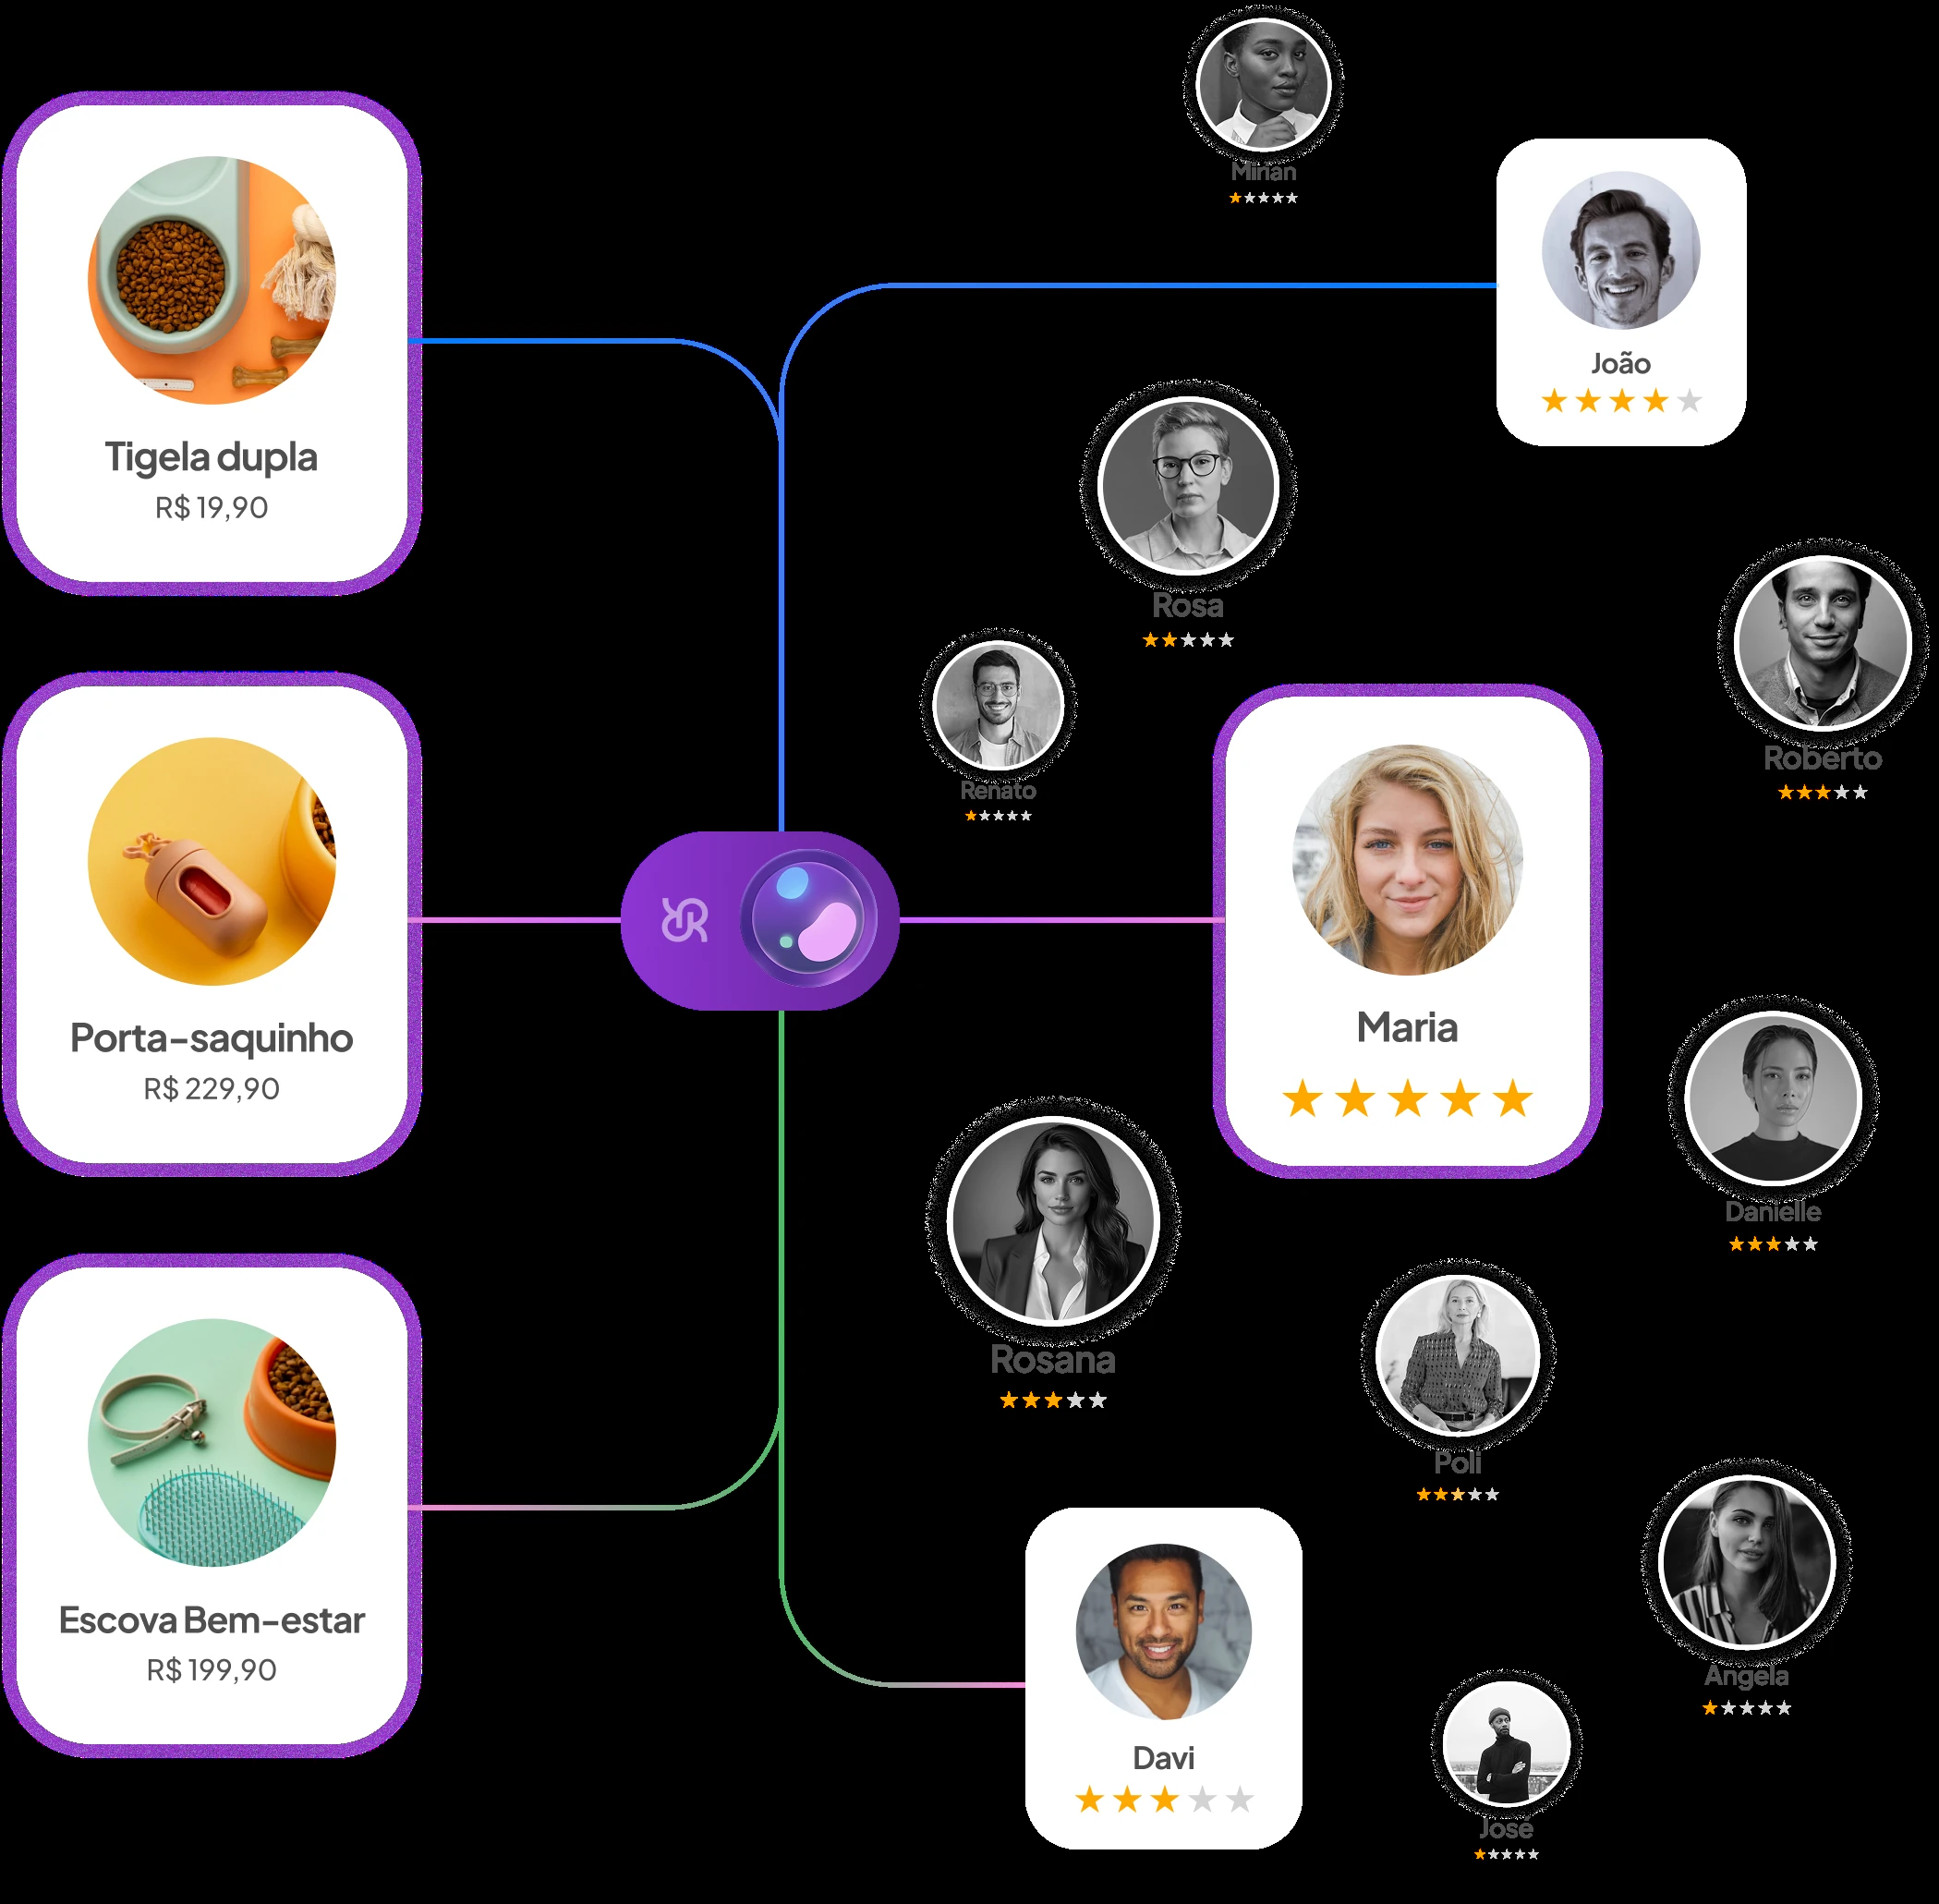 Mirian
João
Tigela dupla
R$ 19,90
Rosa
Roberto
Renato
Porta-saquinho
R$ 229,90
Maria
Danielle
Rosana
Poli
Escova Bem-estar
R$ 199,90
Angela
Davi
José